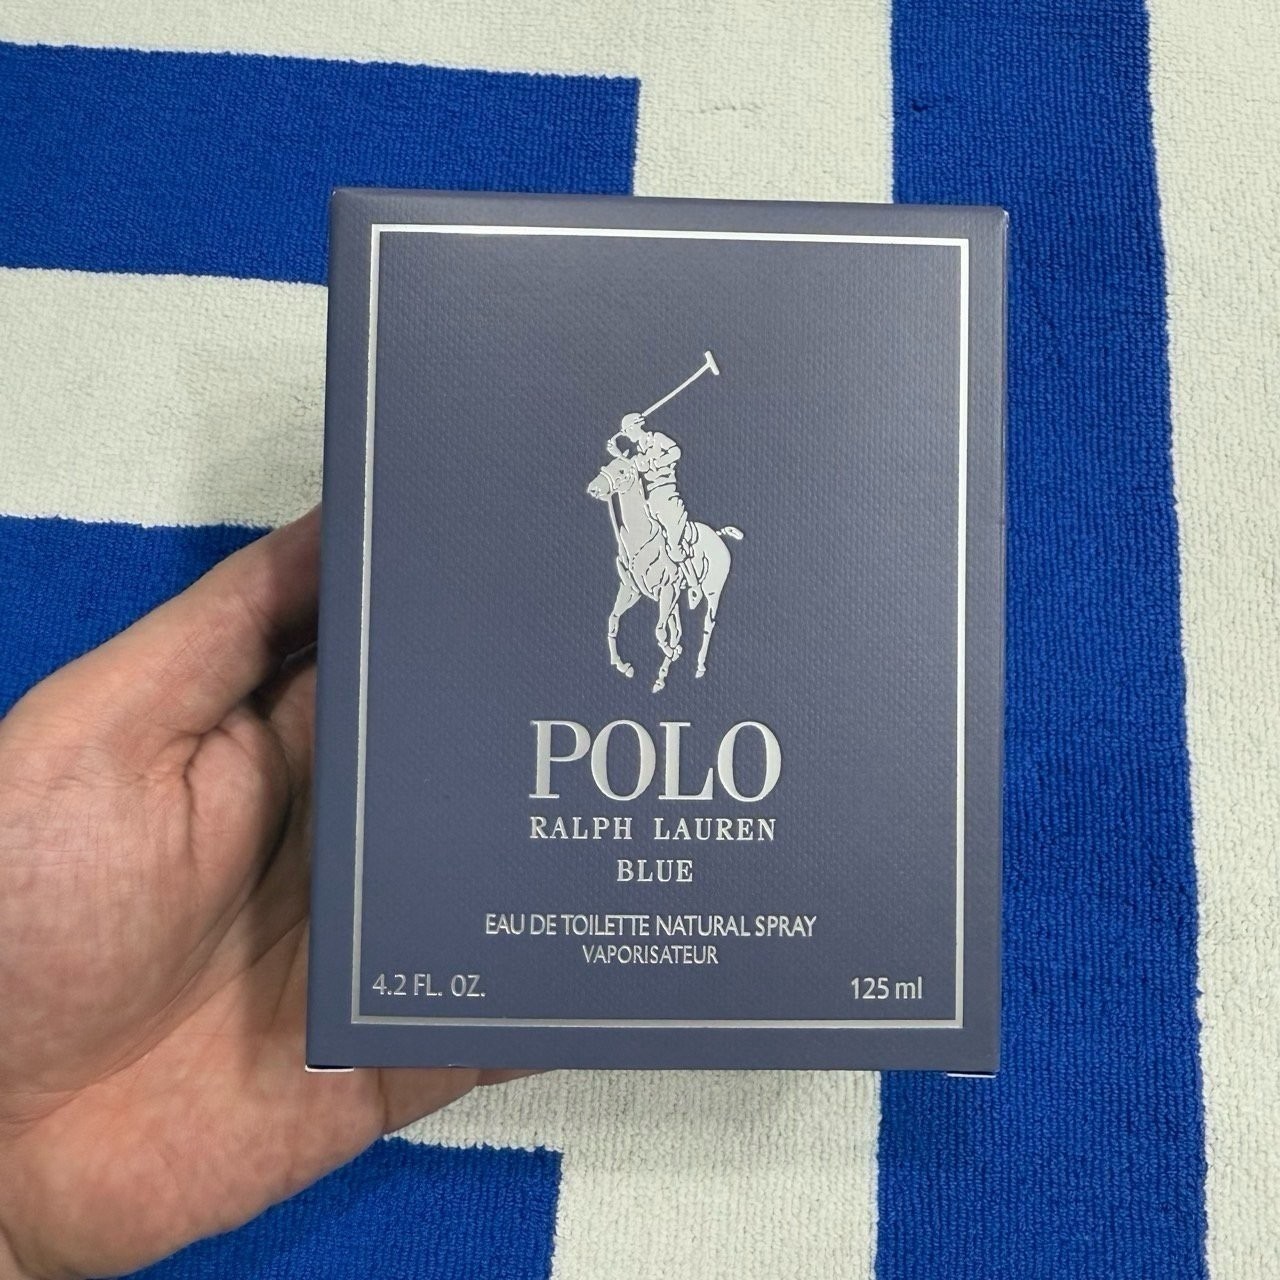 POLO
RALPH LAUREN
BLUE
EAU DE TOILETTE NATURAL SPRAY
VAPORISATEUR
4.2 FL. OZ. 125 ml